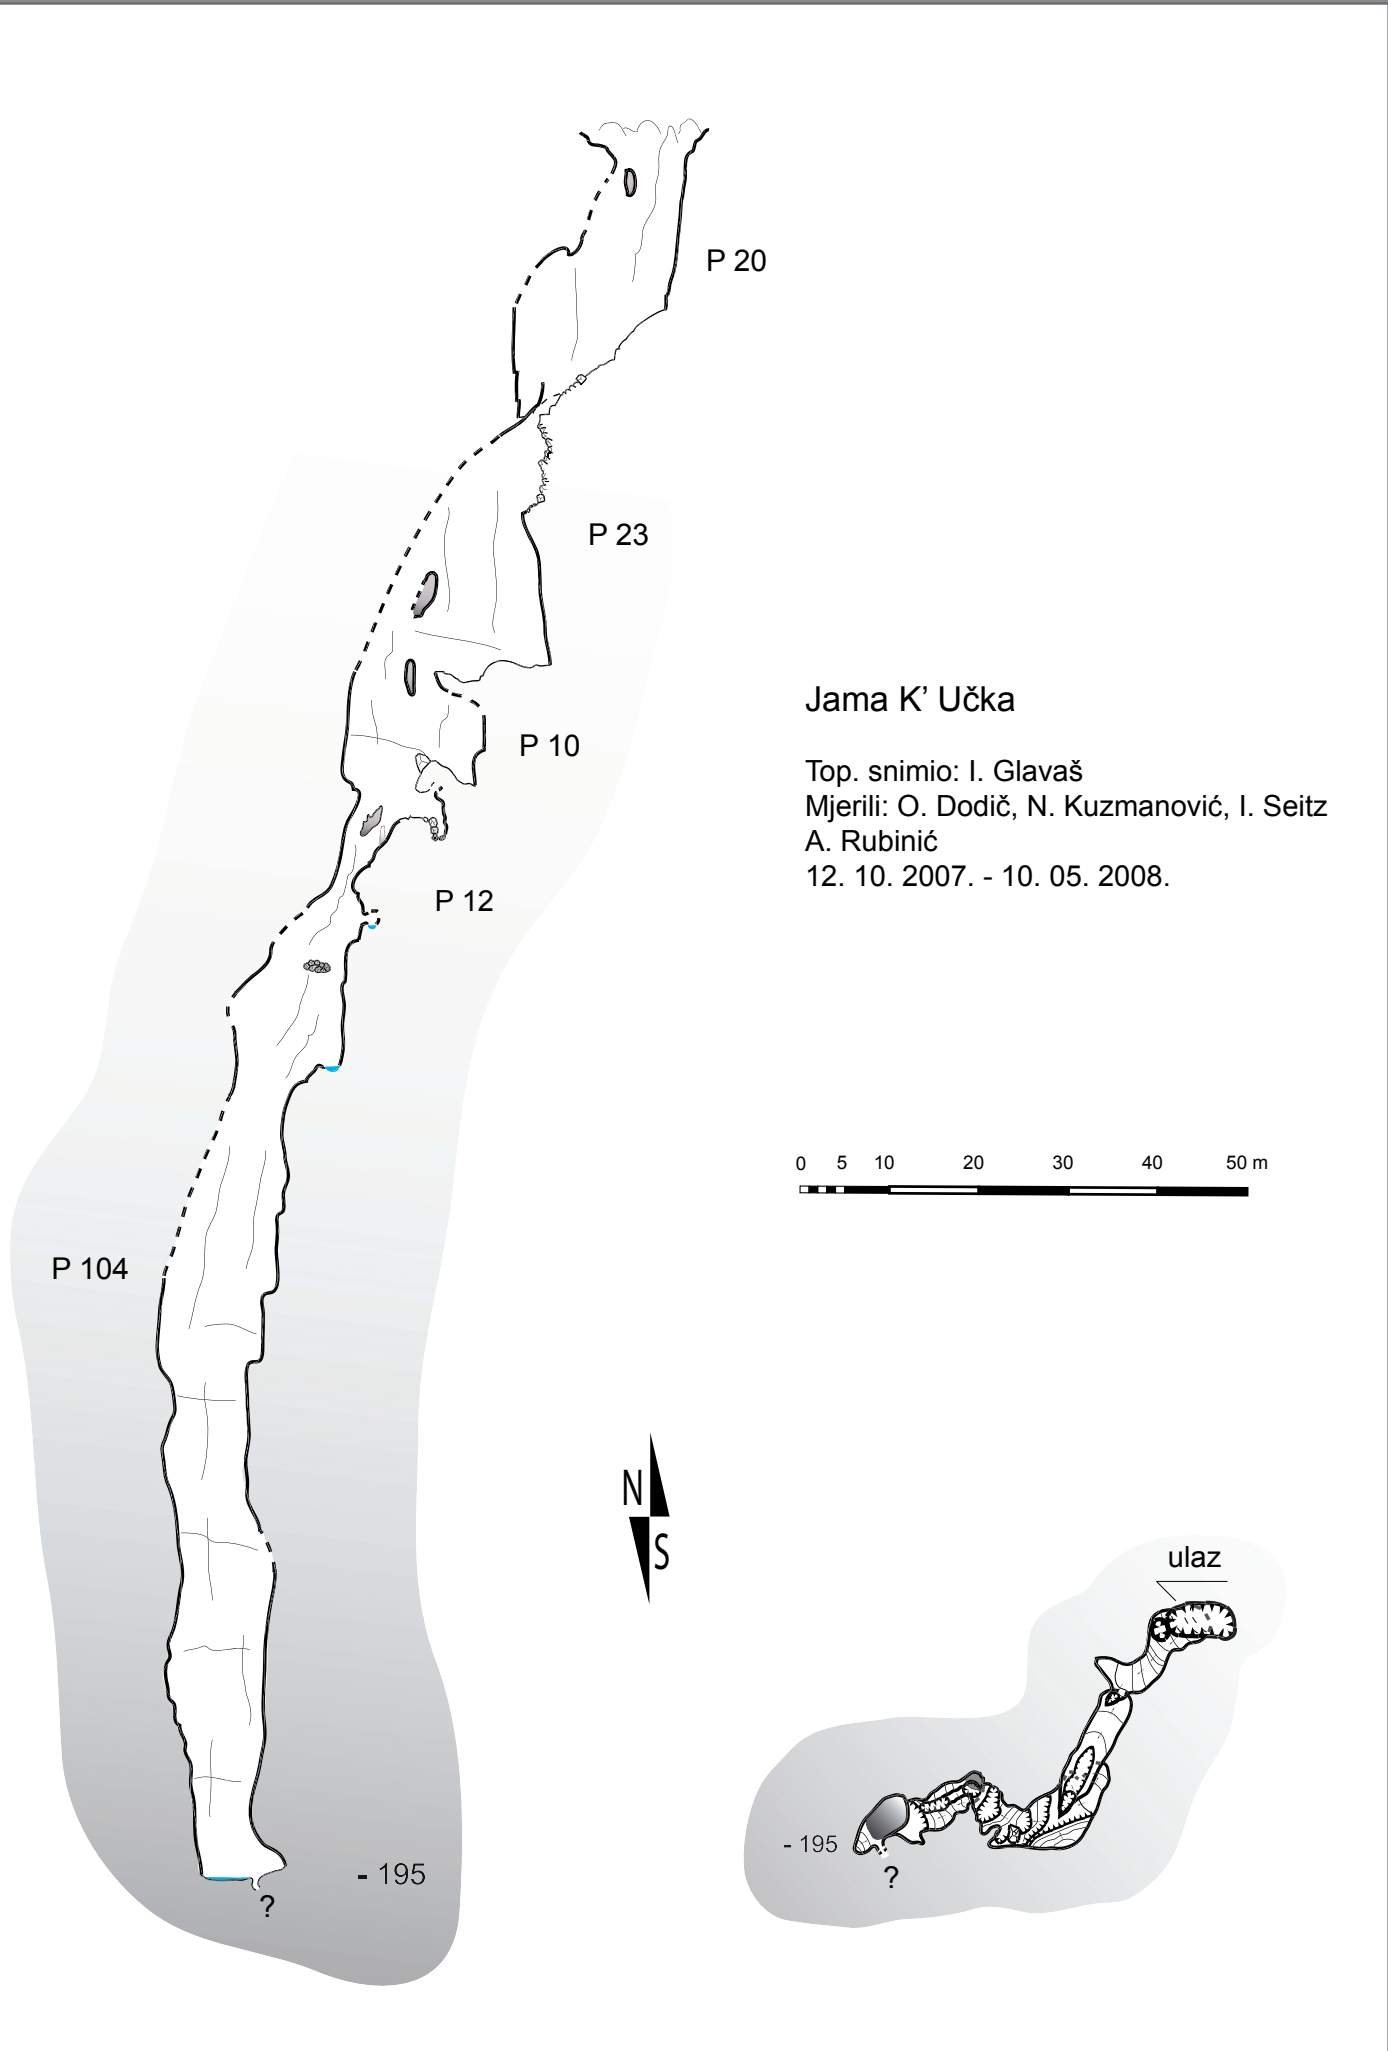 P 20
P 23
P 10
P 12
P 104
- 195
?
Jama K’ Učka
Top. snimio: I. Glavaš
Mjerili: O. Dodič, N. Kuzmanović, I. Seitz
A. Rubinić
12. 10. 2007. - 10. 05. 2008.
0 5 10 20 30 40 50 m
N
S
ulaz
- 195
?